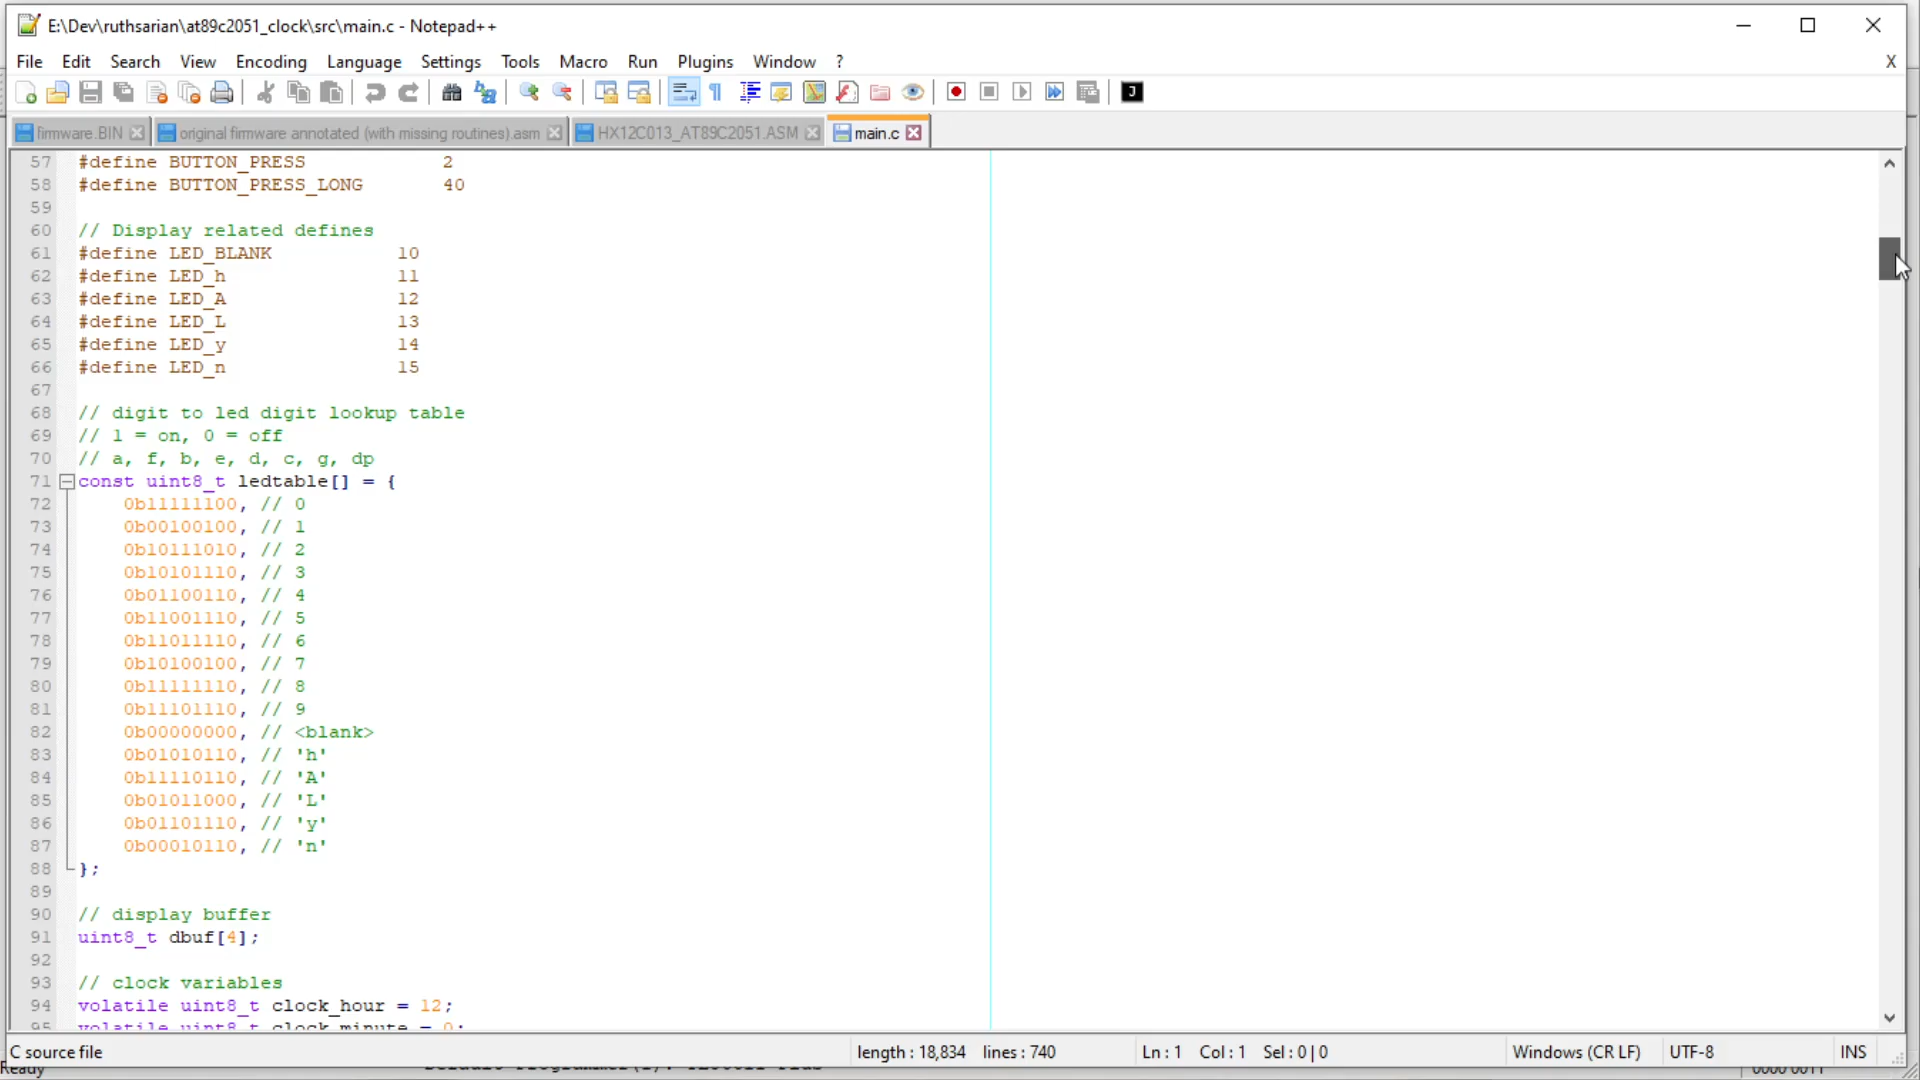 E:\Dev\ruthsarian\at89c2051_clock\src\main.c - Notepad++
File Edit Search View Encoding Language Settings Tools Macro Run Plugins Window ? X
firmware.BIN original firmware annotated (with missing routines).asm HX12C013_AT89C2051.ASM main.c
57 #define BUTTON_PRESS 2
58 #define BUTTON_PRESS_LONG 40
59
60 // Display related defines
61 #define LED_BLANK 10
62 #define LED_h 11
63 #define LED_A 12
64 #define LED_L 13
65 #define LED_y 14
66 #define LED_n 15
67
68 // digit to led digit lookup table
69 // 1 = on, 0 = off
70 // a, f, b, e, d, c, g, dp
71 const uint8_t ledtable[] = {
72 0b11111100, // 0
73 0b00100100, // 1
74 0b10111010, // 2
75 0b10101110, // 3
76 0b01100110, // 4
77 0b11001110, // 5
78 0b11011110, // 6
79 0b10100100, // 7
80 0b11111110, // 8
81 0b11101110, // 9
82 0b00000000, // <blank>
83 0b01010110, // 'h'
84 0b11110110, // 'A'
85 0b01011000, // 'L'
86 0b01101110, // 'y'
87 0b00010110, // 'n'
88 };
89
90 // display buffer
91 uint8_t dbuf[4];
92
93 // clock variables
94 volatile uint8_t clock_hour = 12;
95 volatile uint8_t clock_minute = 0;
C source file length : 18,834 lines : 740 Ln : 1 Col : 1 Sel : 0 | 0 Windows (CR LF) UTF-8 INS
Ready